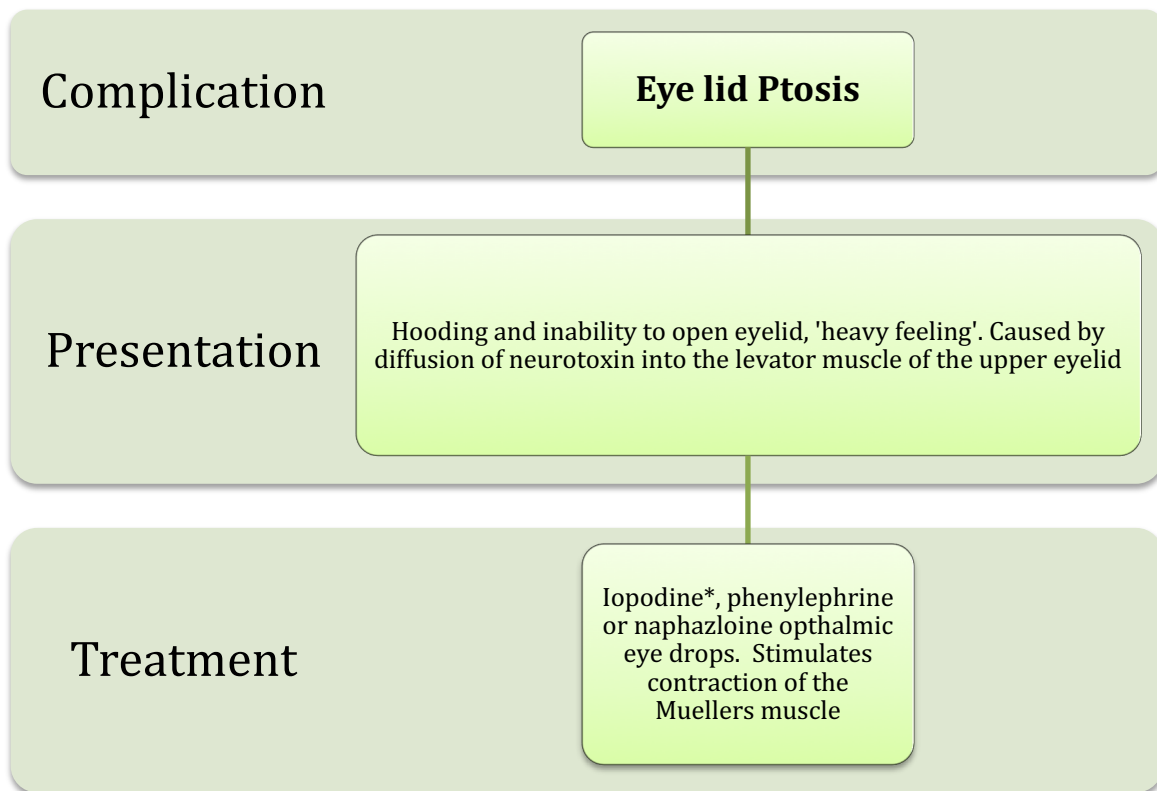 Complication
Eye lid Ptosis
Presentation
Hooding and inability to open eyelid, 'heavy feeling'. Caused by
diffusion of neurotoxin into the levator muscle of the upper eyelid
Treatment
Iopodine*, phenylephrine
or naphazloine opthalmic
eye drops.  Stimulates
contraction of the
Muellers muscle